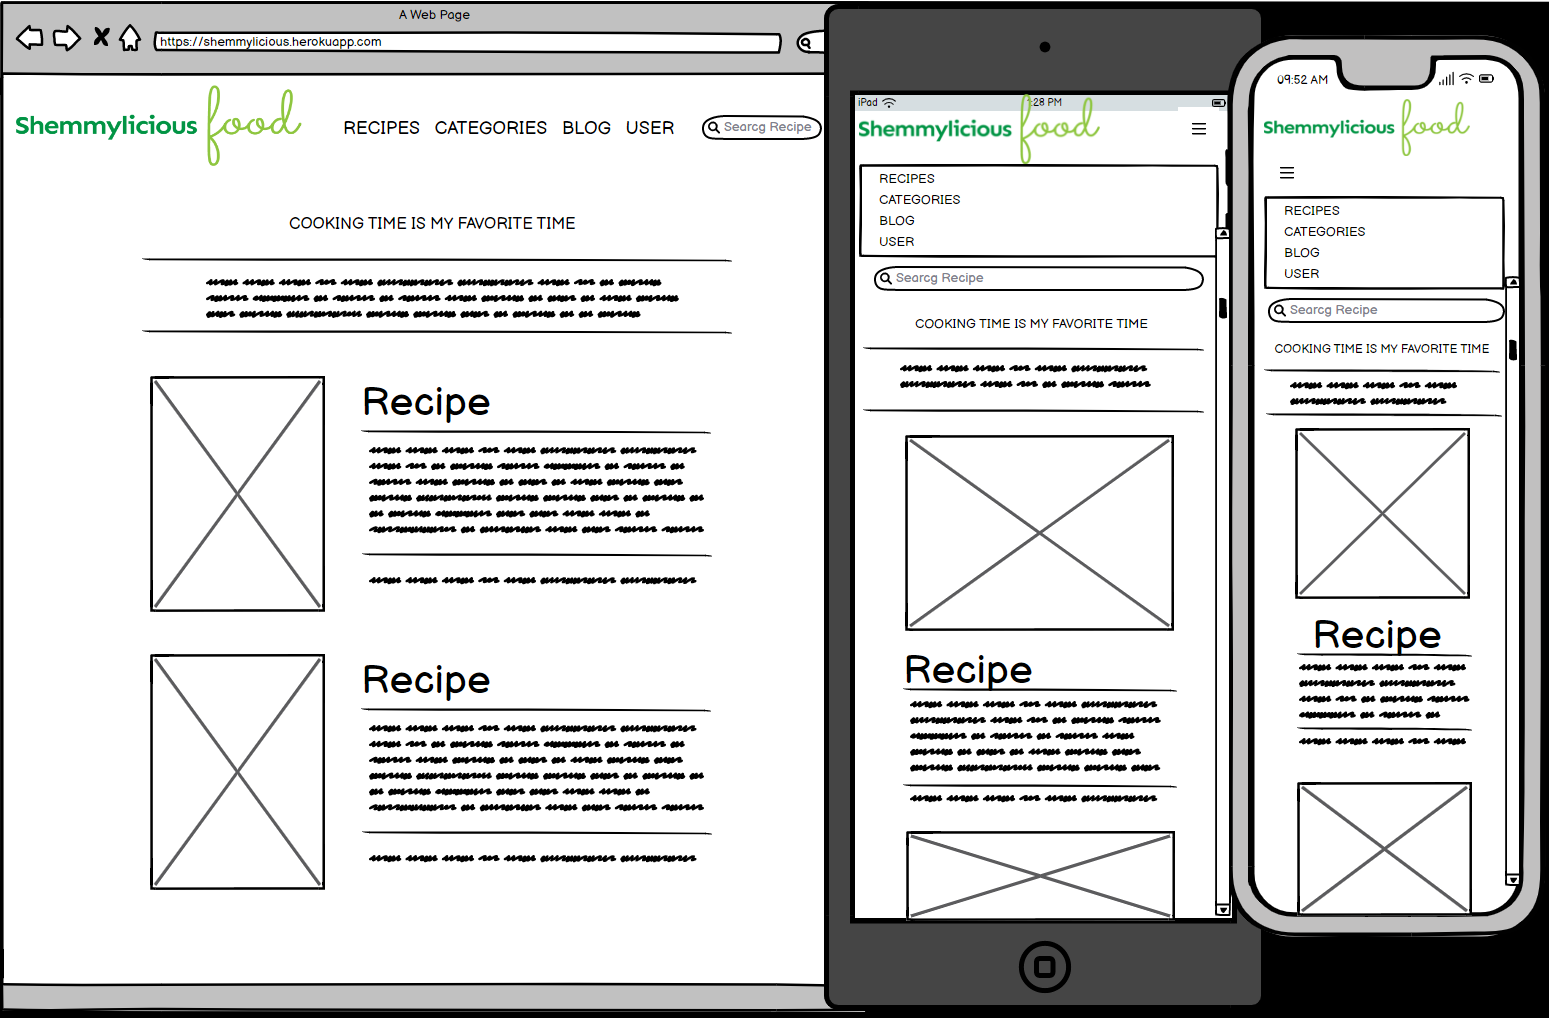 A Web Page
https://shemmylicious.herokuapp.com
Shemmylicious food
RECIPES CATEGORIES BLOG USER
Searcg Recipe
COOKING TIME IS MY FAVORITE TIME
Recipe
Recipe
iPad
:28 PM
Shemmylicious food
RECIPES
CATEGORIES
BLOG
USER
Searcg Recipe
COOKING TIME IS MY FAVORITE TIME
Recipe
09:52 AM
Shemmylicious food
RECIPES
CATEGORIES
BLOG
USER
Searcg Recipe
COOKING TIME IS MY FAVORITE TIME
Recipe